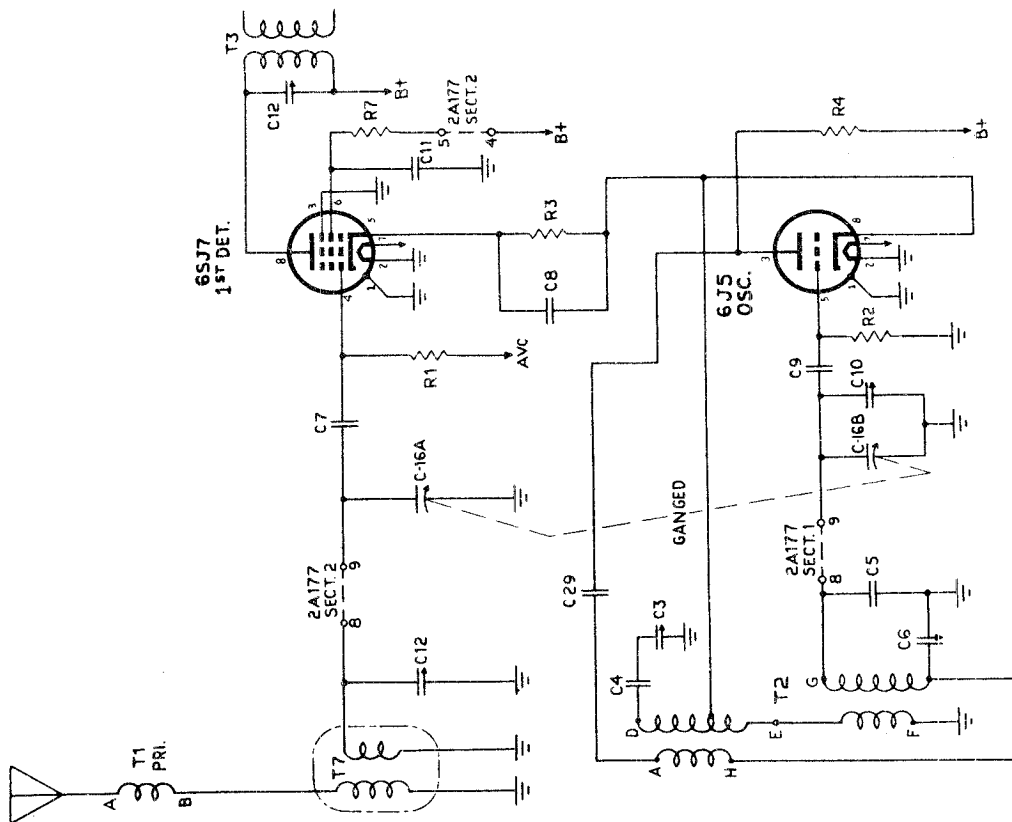 T3
C12
B+
R7
2A177
SECT.2
5
4
B+
C11
6SJ7
1ST DET.
8
3
6
5
7
2
1
4
R3
C8
R4
B+
6J5
OSC.
3
8
7
2
1
5
R1
AVC
R2
C7
C9
C10
C-16A
C-16B
GANGED
2A177
SECT.2
9
8
2A177
SECT.1
9
8
C29
C5
C3
C4
C6
C12
D
G
T2
E
F
A
H
T7
T1
PRI.
A
B